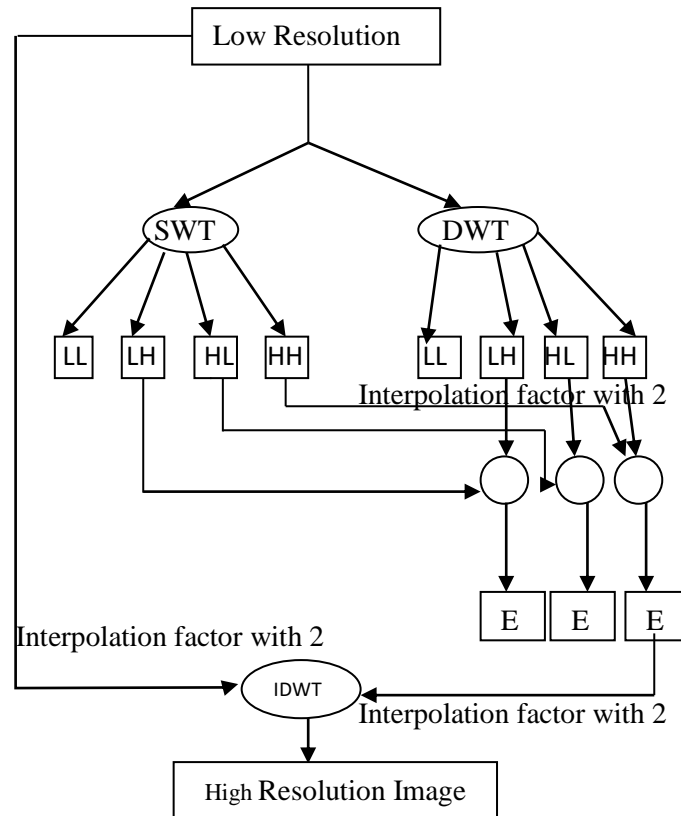 Low Resolution
SWT DWT
LL LH HL HH LL LH HL HH
Interpolation factor with 2
E E E
Interpolation factor with 2
IDWT
Interpolation factor with 2
High Resolution Image